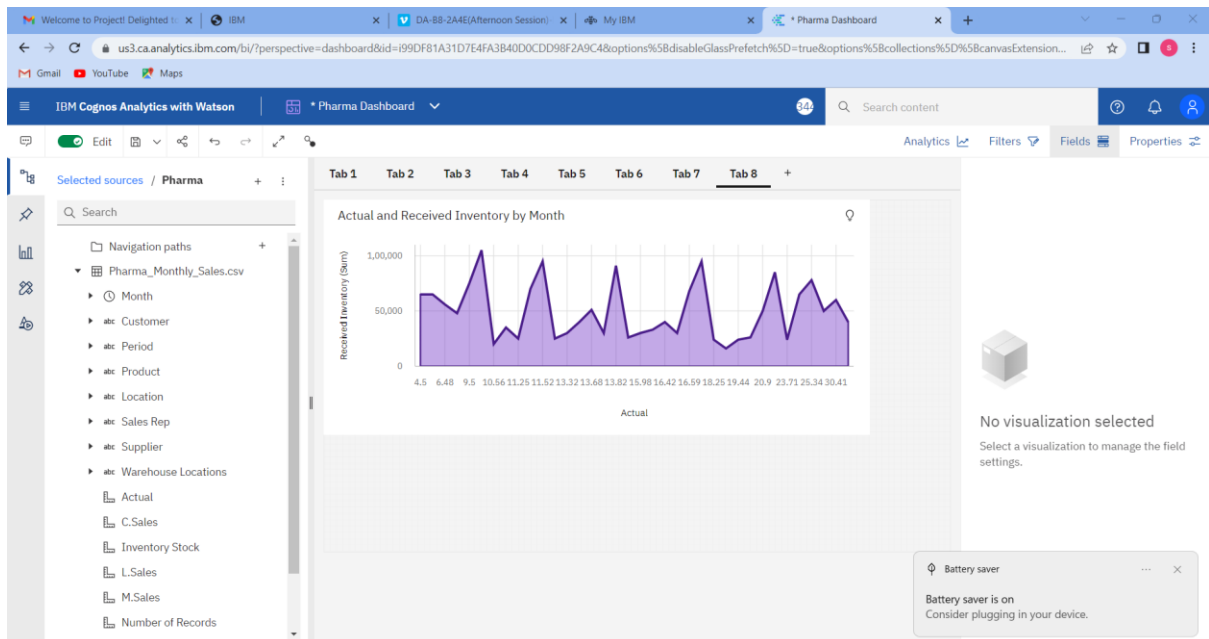 Welcome to Project! Delighted to
IBM
DA-88-2A4E(Afternoon Session)
My IBM
* Pharma Dashboard
us3.ca.analytics.ibm.com/bi/?perspective=dashboard&id=i99DF81A31D7E4FA3B40D0CDD98F2A9C4&options%5BdisableGlassPrefetch%5D=true&options%5Bcollections%5D%5BcanvasExtension...
S
Gmail
YouTube
Maps
IBM Cognos Analytics with Watson
* Pharma Dashboard
344
Search content
Edit
Analytics
Filters
Fields
Properties
Selected sources / Pharma
Search
Navigation paths
Pharma_Monthly_Sales.csv
Month
abc Customer
abc Period
abc Product
abc Location
abc Sales Rep
abc Supplier
abc Warehouse Locations
Actual
C.Sales
Inventory Stock
L.Sales
M.Sales
Number of Records
Tab 1
Tab 2
Tab 3
Tab 4
Tab 5
Tab 6
Tab 7
Tab 8
Actual and Received Inventory by Month
Received Inventory (Sum)
1,00,000
50,000
0
4.5 6.48 9.5 10.56 11.25 11.52 13.32 13.68 13.82 15.98 16.42 16.59 18.25 19.44 20.9 23.71 25.34 30.41
Actual
No visualization selected
Select a visualization to manage the field
settings.
Battery saver
Battery saver is on
Consider plugging in your device.